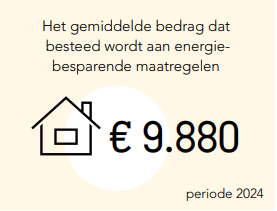 Het gemiddelde bedrag dat
besteed wordt aan energie-
besparende maatregelen
€ 9.880
periode 2024